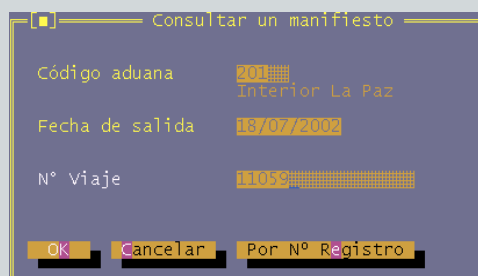 [■] Consultar un manifiesto
Código aduana 201
Interior La Paz
Fecha de salida 18/07/2002
N° Viaje 11059
OK Cancelar Por Nº Registro